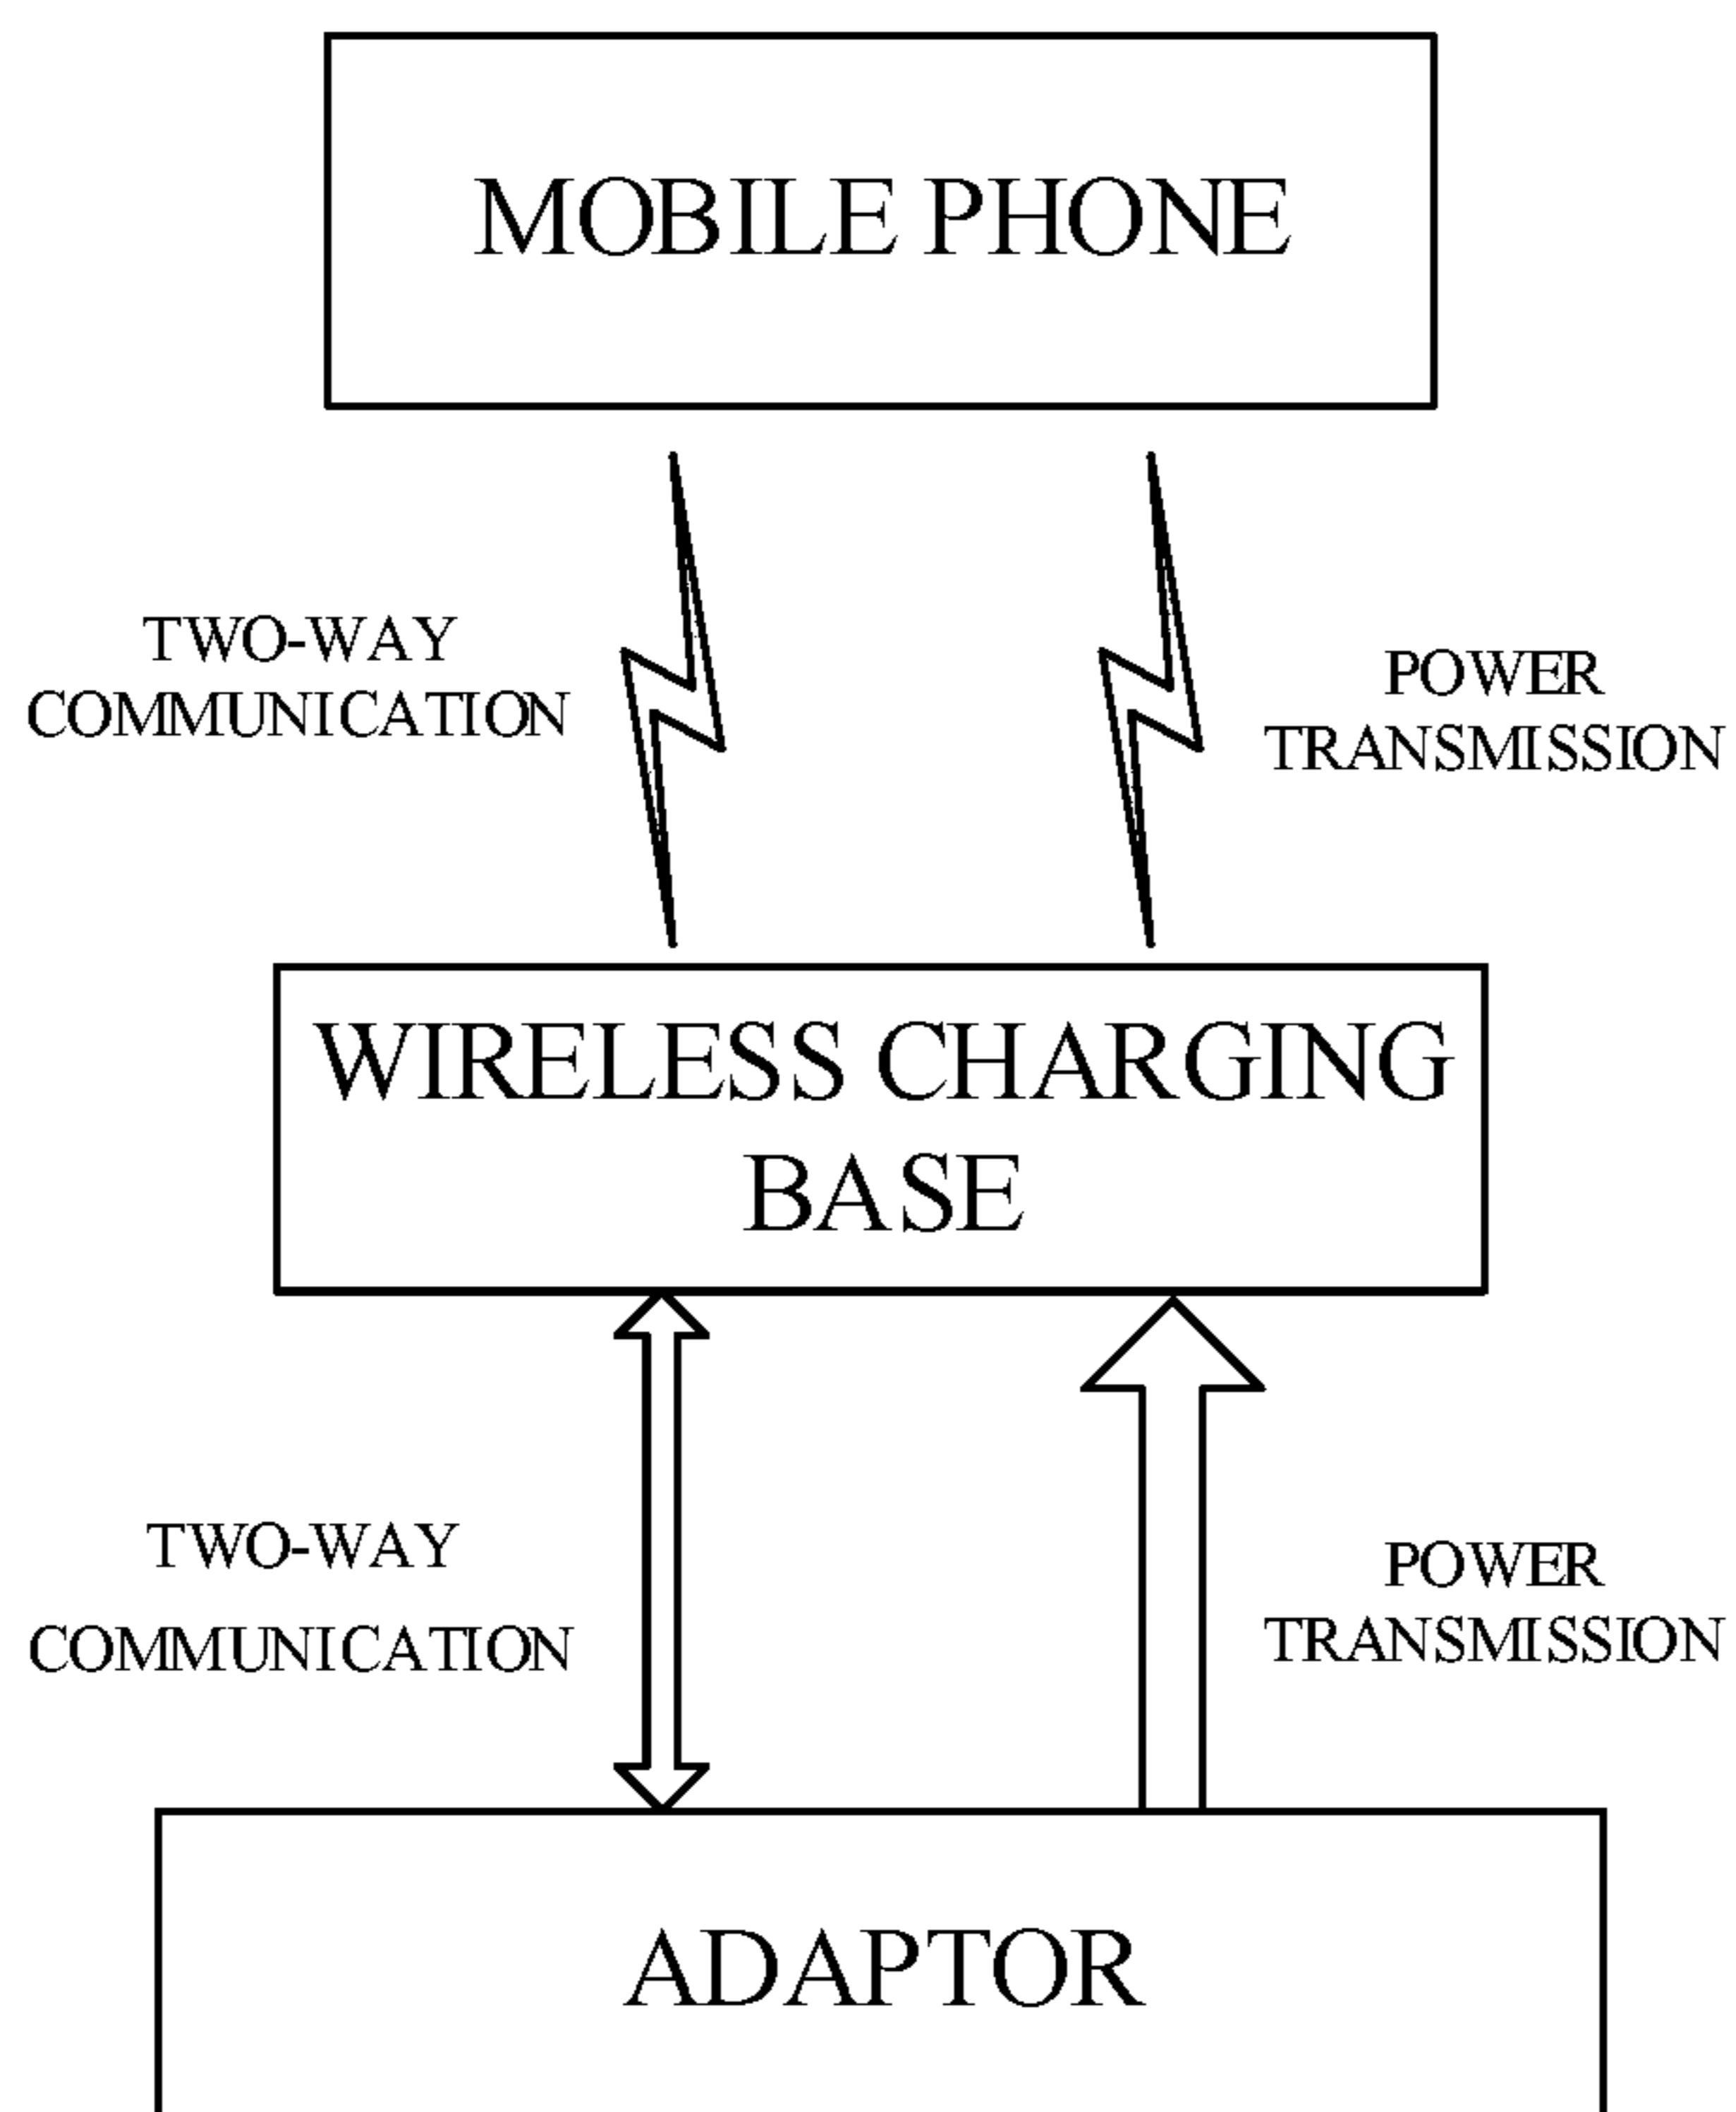 MOBILE PHONE
TWO-WAY
COMMUNICATION
POWER
TRANSMISSION
WIRELESS CHARGING
BASE
TWO-WAY
COMMUNICATION
POWER
TRANSMISSION
ADAPTOR